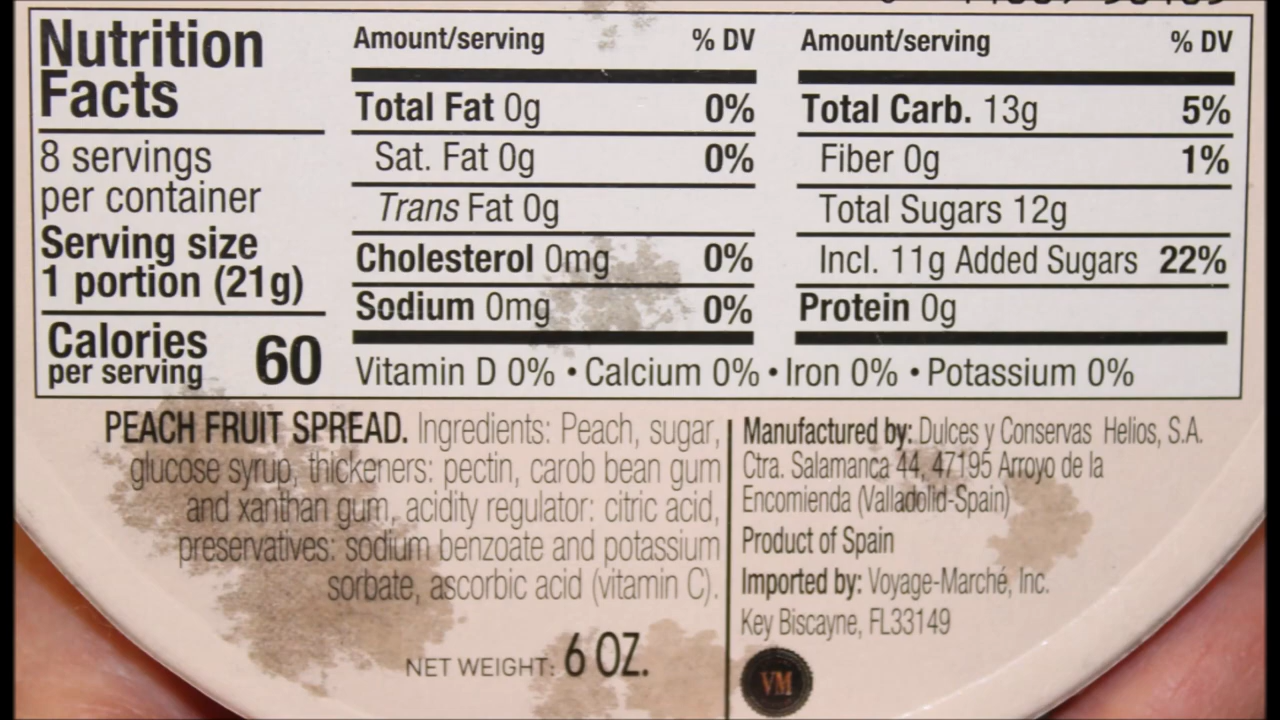 Nutrition
Facts
8 servings
per container
Serving size
1 portion (21g)
Calories
per serving 60
Amount/serving % DV
Total Fat 0g 0%
Sat. Fat 0g 0%
Trans Fat 0g
Cholesterol 0mg 0%
Sodium 0mg 0%
Amount/serving % DV
Total Carb. 13g 5%
Fiber 0g 1%
Total Sugars 12g
Incl. 11g Added Sugars 22%
Protein 0g
Vitamin D 0% • Calcium 0% • Iron 0% • Potassium 0%
PEACH FRUIT SPREAD. Ingredients: Peach, sugar,
glucose syrup, thickeners: pectin, carob bean gum
and xanthan gum, acidity regulator: citric acid,
preservatives: sodium benzoate and potassium
sorbate, ascorbic acid (vitamin C).
NET WEIGHT: 6 OZ.
Manufactured by: Dulces y Conservas Helios, S.A.
Ctra. Salamanca 44, 47195 Arroyo de la
Encomienda (Valladolid-Spain)
Product of Spain
Imported by: Voyage-Marché, Inc.
Key Biscayne, FL33149
VM